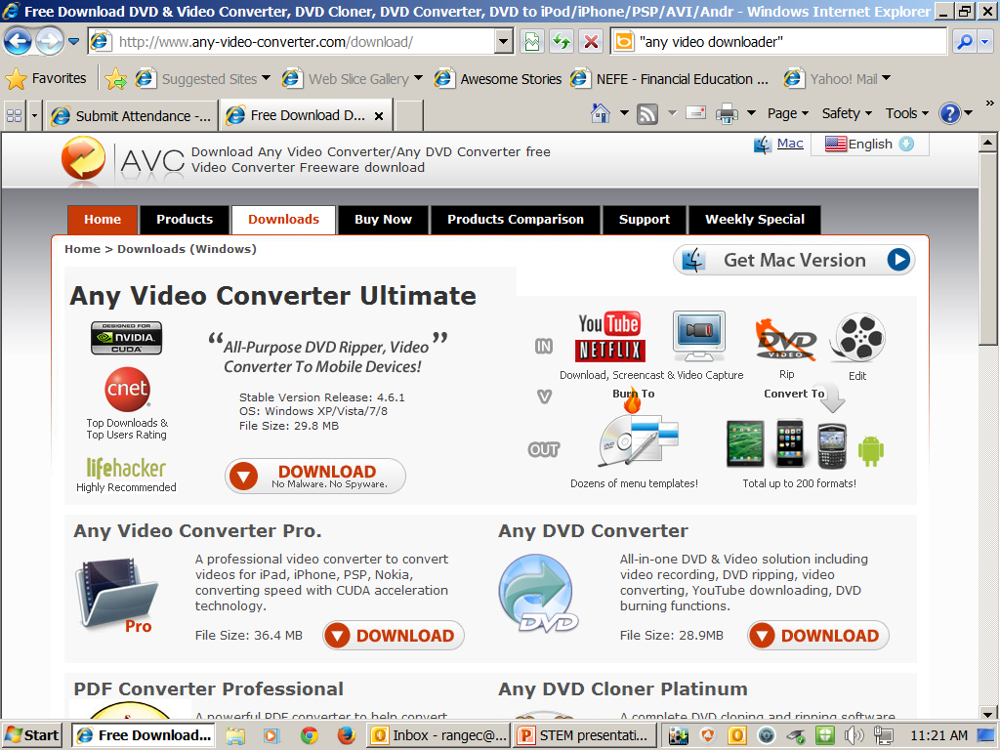 Free Download DVD & Video Converter, DVD Cloner, DVD Converter, DVD to iPod/iPhone/PSP/AVI/Andr - Windows Internet Explorer
http://www.any-video-converter.com/download/
"any video downloader"
Favorites
Suggested Sites
Web Slice Gallery
Awesome Stories
NEFE - Financial Education ...
Yahoo! Mail
Submit Attendance -...
Free Download D...
Page
Safety
Tools
AVC
Download Any Video Converter/Any DVD Converter free
Video Converter Freeware download
Mac
English
Home
Products
Downloads
Buy Now
Products Comparison
Support
Weekly Special
Home > Downloads (Windows)
Get Mac Version
Any Video Converter Ultimate
DESIGNED FOR
NVIDIA.
CUDA
cnet
Top Downloads &
Top Users Rating
lifehacker
Highly Recommended
“All-Purpose DVD Ripper, Video”
Converter To Mobile Devices!
Stable Version Release: 4.6.1
OS: Windows XP/Vista/7/8
File Size: 29.8 MB
DOWNLOAD
No Malware. No Spyware.
IN
V
OUT
YouTube
NETFLIX
Download, Screencast & Video Capture
DVD
VIDEO
Rip
Edit
Burn To
Convert To
DVD
Dozens of menu templates!
Total up to 200 formats!
Any Video Converter Pro.
Pro
A professional video converter to convert
videos for iPad, iPhone, PSP, Nokia,
converting speed with CUDA acceleration
technology.
File Size: 36.4 MB
DOWNLOAD
Any DVD Converter
DVD
All-in-one DVD & Video solution including
video recording, DVD ripping, video
converting, YouTube downloading, DVD
burning functions.
File Size: 28.9MB
DOWNLOAD
PDF Converter Professional
A powerful PDF converter to help convert
Any DVD Cloner Platinum
A complete DVD cloning and ripping software
Start
Free Download...
Inbox - rangec@...
STEM presentati...
11:21 AM